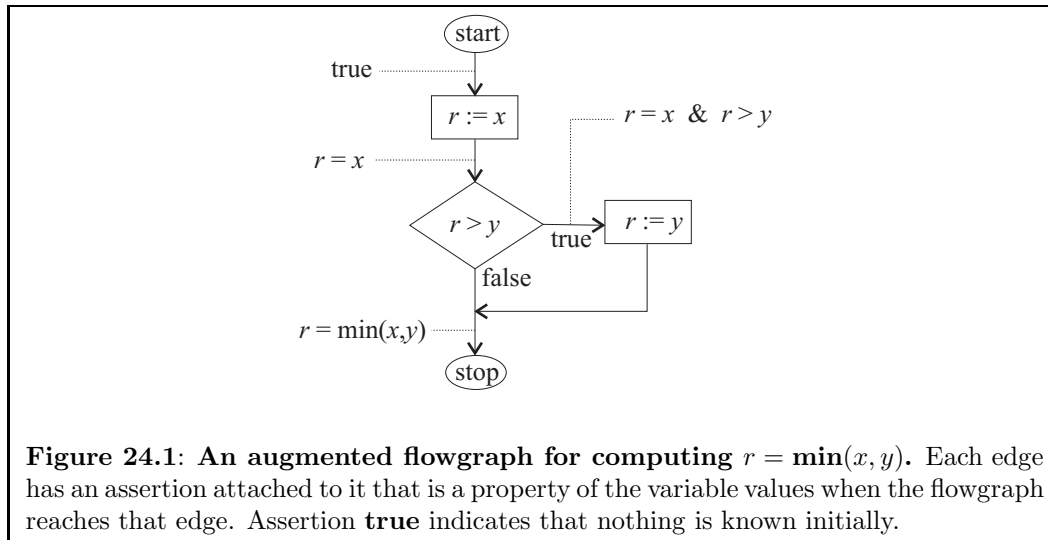 start
true
r := x
r = x & r > y
r = x
r > y
true
r := y
false
r = min(x,y)
stop
Figure 24.1: An augmented flowgraph for computing r = min(x, y). Each edge
has an assertion attached to it that is a property of the variable values when the flowgraph
reaches that edge. Assertion true indicates that nothing is known initially.